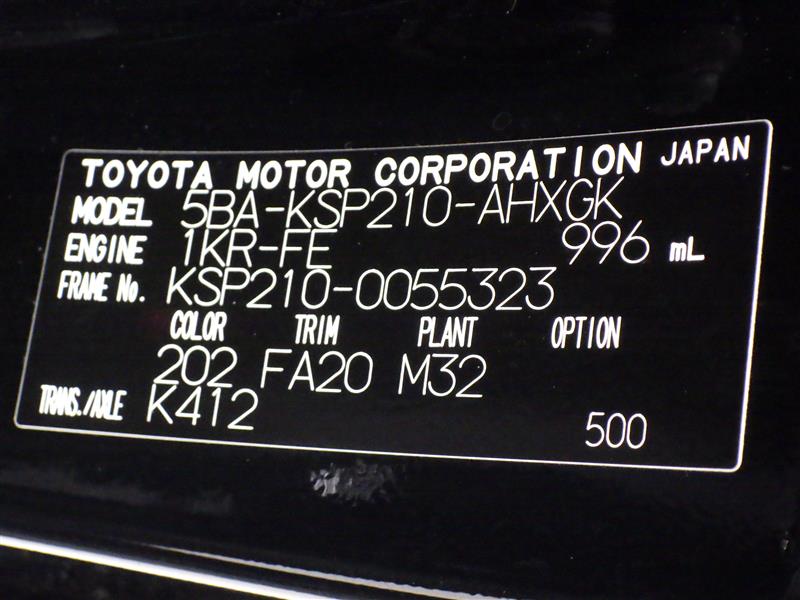 TOYOTA MOTOR CORPORATION JAPAN
MODEL 5BA-KSP210-AHXGK
ENGINE 1KR-FE 996 mL
FRAME No. KSP210-0055323
COLOR TRIM PLANT OPTION
202 FA20 M32
TRANS./AXLE K412
500